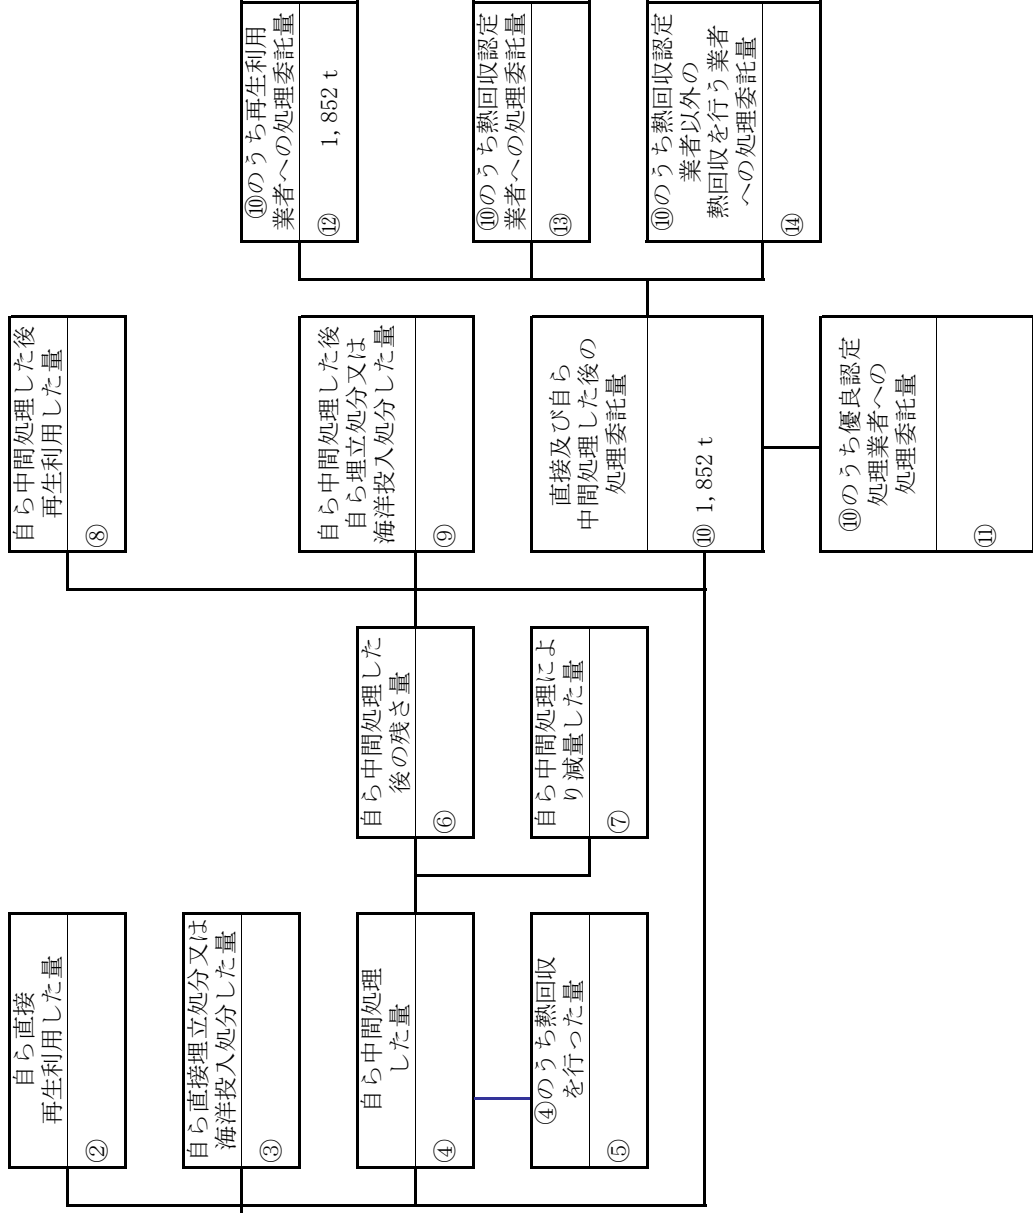 自ら直接
再生利用した量
②
自ら直接埋立処分又は
海洋投入処分した量
③
自ら中間処理
した量
④
④のうち熱回収
を行った量
⑤
自ら中間処理した
後の残さ量
⑥
自ら中間処理によ
り減量した量
⑦
自ら中間処理した後
再生利用した量
⑧
自ら中間処理した後
自ら埋立処分又は
海洋投入処分した量
⑨
直接及び自ら
中間処理した後の
処理委託量
⑩ 1,852 t
⑩のうち優良認定
処理業者への
処理委託量
⑪
⑩のうち再生利用
業者への処理委託量
⑫ 1,852 t
⑩のうち熱回収認定
業者への処理委託量
⑬
⑩のうち熱回収認定
業者以外の
熱回収を行う業者
への処理委託量
⑭